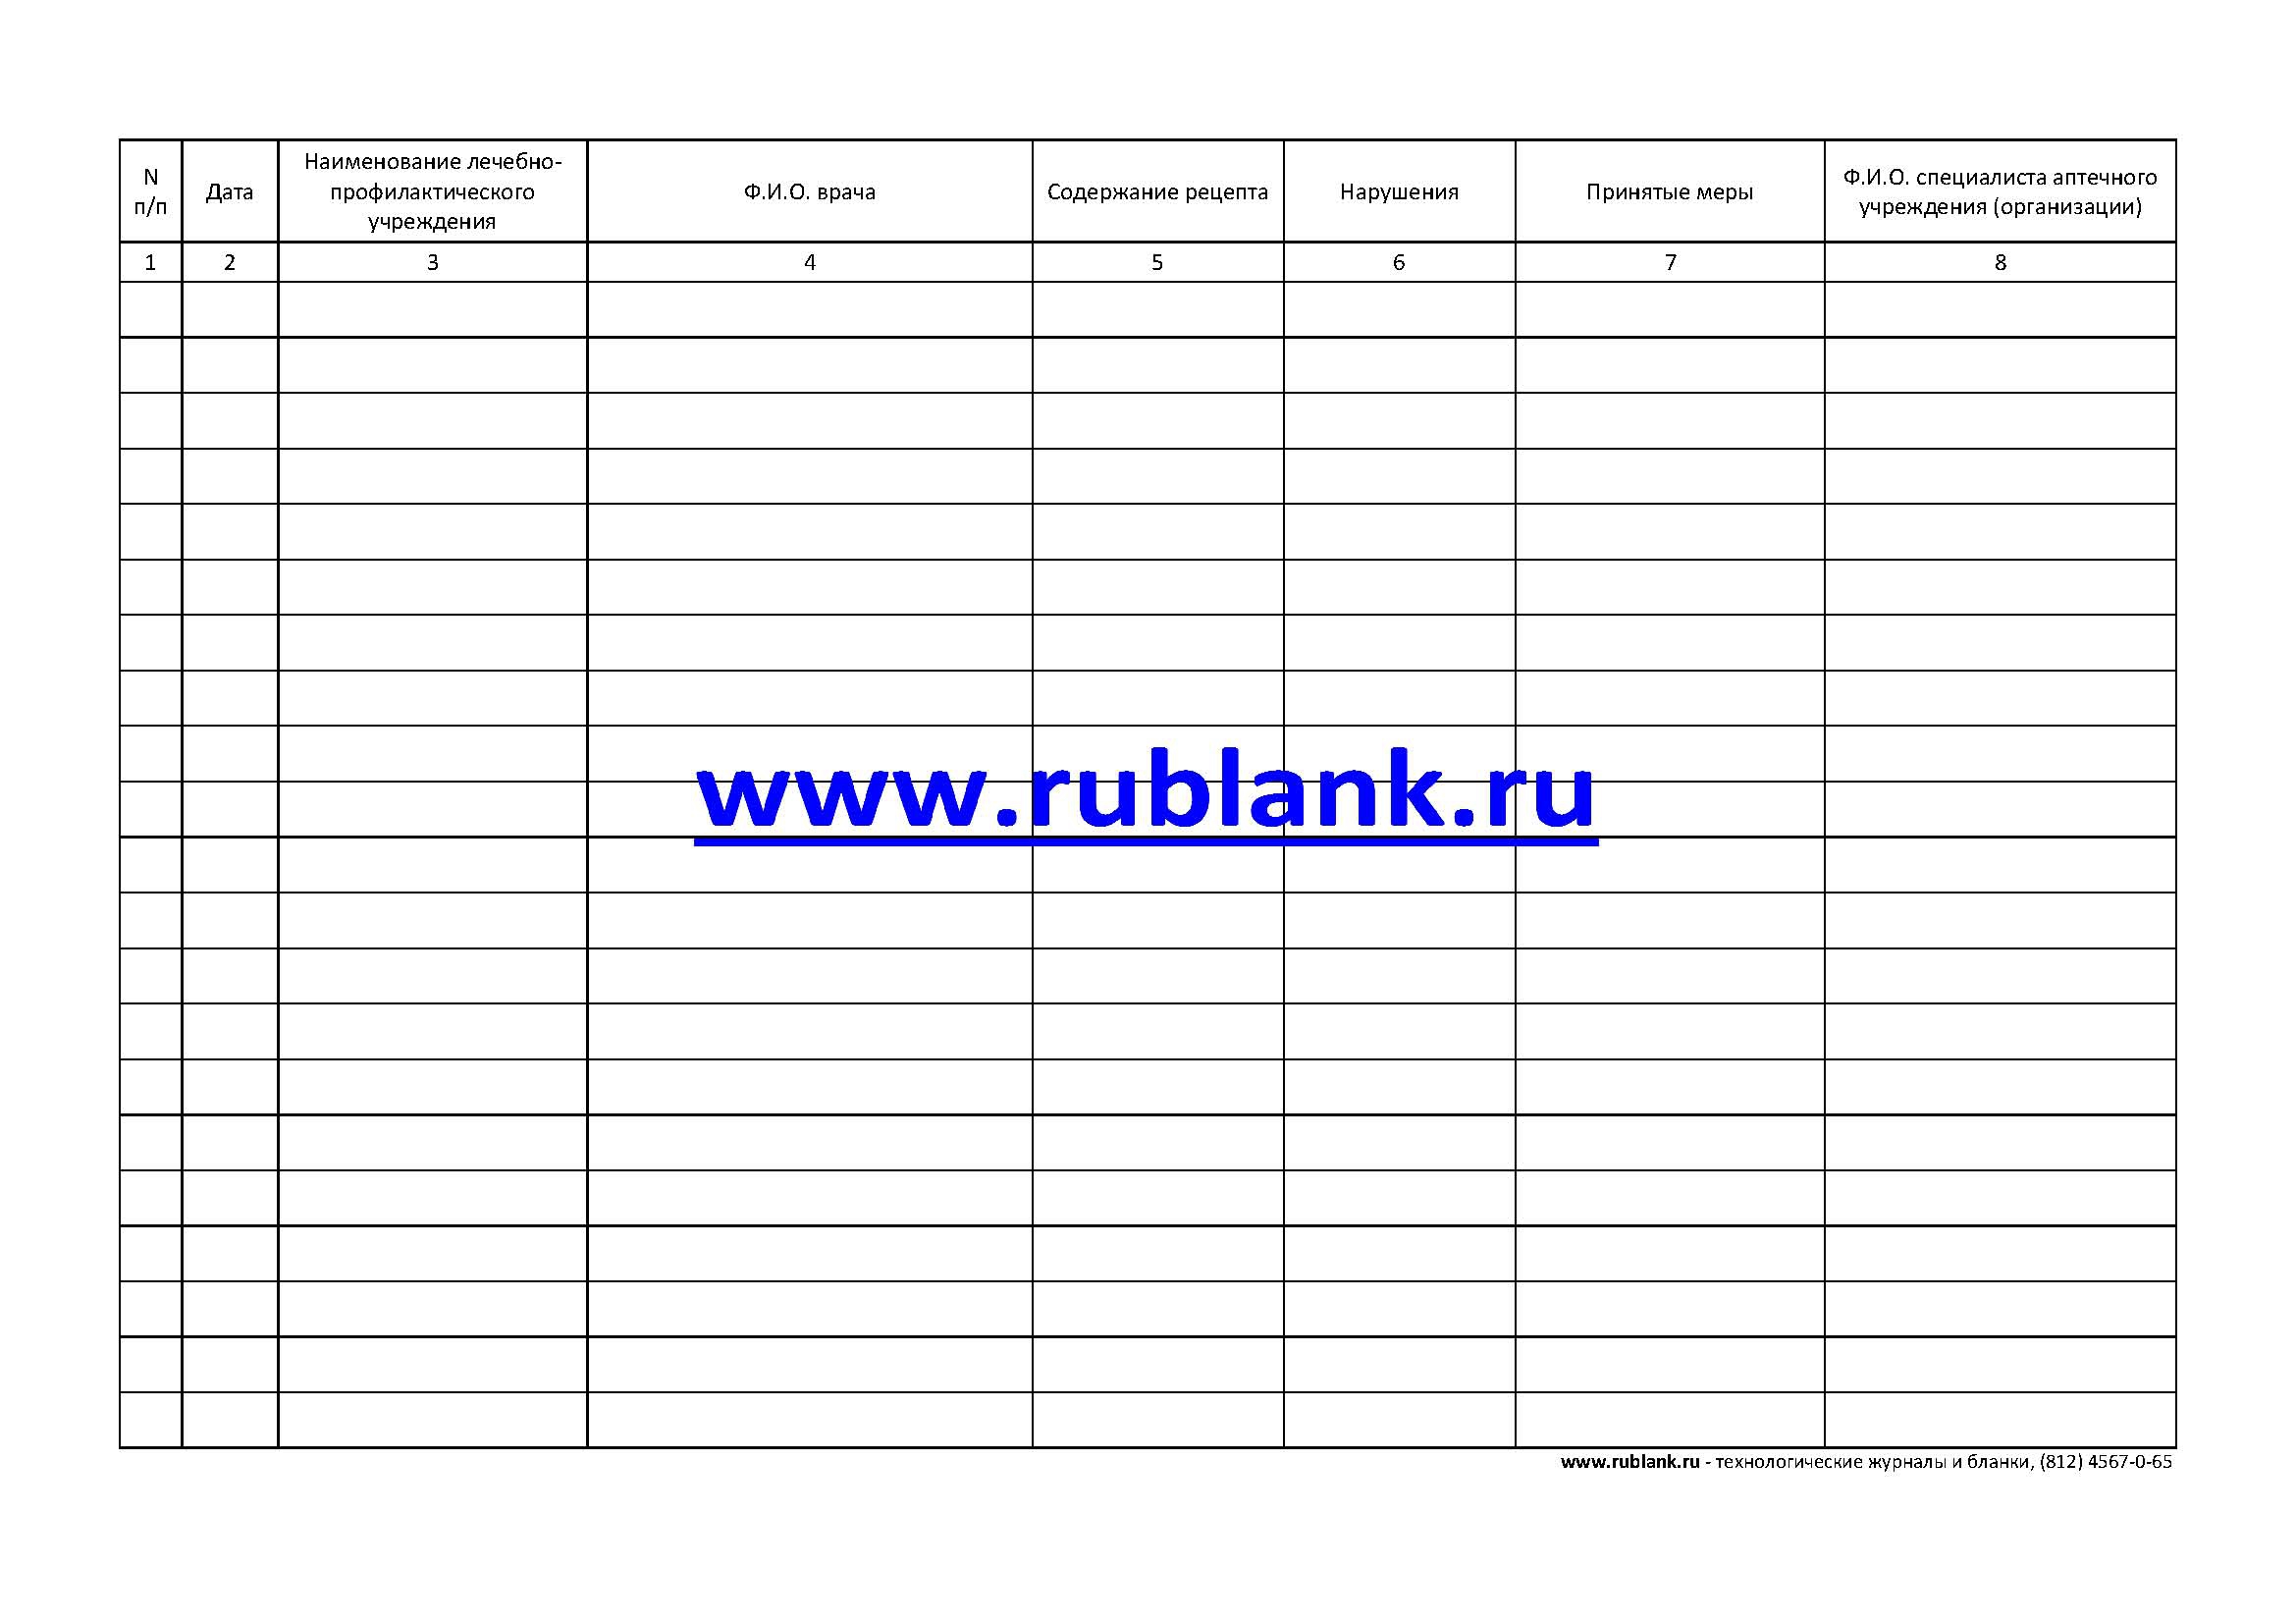 N
п/п
Дата
Наименование лечебно-
профилактического
учреждения
Ф.И.О. врача
Содержание рецепта
Нарушения
Принятые меры
Ф.И.О. специалиста аптечного
учреждения (организации)
1 2 3 4 5 6 7 8
www.rublank.ru
www.rublank.ru - технологические журналы и бланки, (812) 4567-0-65